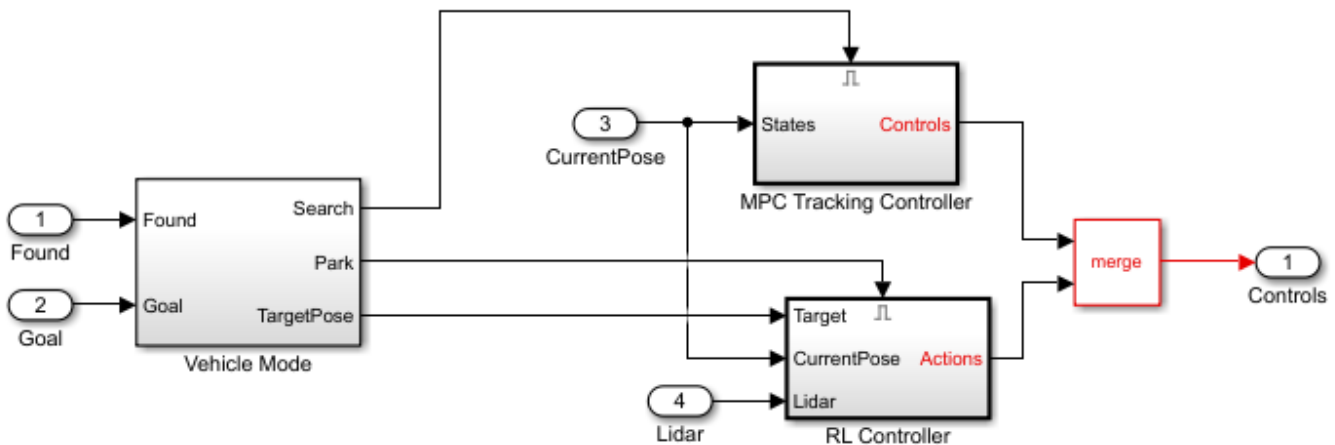 1
Found
2
Goal
Found
Goal
Search
Park
TargetPose
Vehicle Mode
3
CurrentPose
States
Controls
MPC Tracking Controller
Target
CurrentPose
Lidar
Actions
RL Controller
4
Lidar
merge
1
Controls